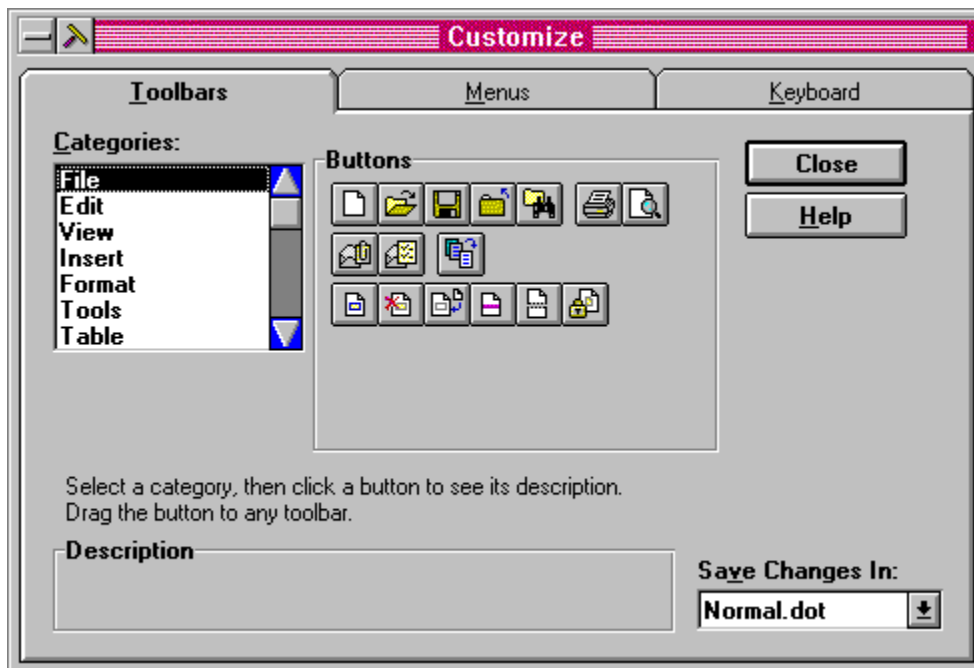 Customize
Toolbars
Menus
Keyboard
Categories:
File
Edit
View
Insert
Format
Tools
Table
Buttons
Close
Help
Select a category, then click a button to see its description.
Drag the button to any toolbar.
Description
Save Changes In:
Normal.dot